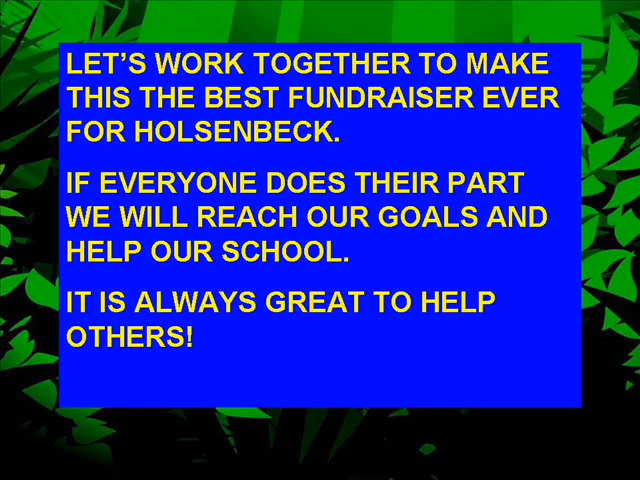 LET’S WORK TOGETHER TO MAKE
THIS THE BEST FUNDRAISER EVER
FOR HOLSENBECK.
IF EVERYONE DOES THEIR PART
WE WILL REACH OUR GOALS AND
HELP OUR SCHOOL.
IT IS ALWAYS GREAT TO HELP
OTHERS!